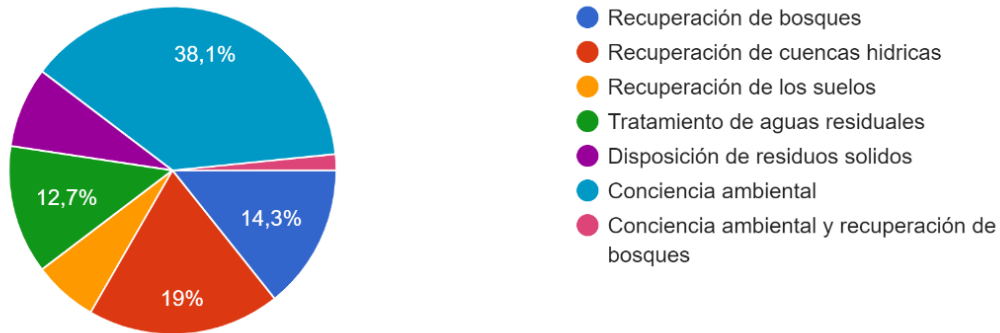 38,1%
12,7%
14,3%
19%
Recuperación de bosques
Recuperación de cuencas hidricas
Recuperación de los suelos
Tratamiento de aguas residuales
Disposición de residuos solidos
Conciencia ambiental
Conciencia ambiental y recuperación de
bosques